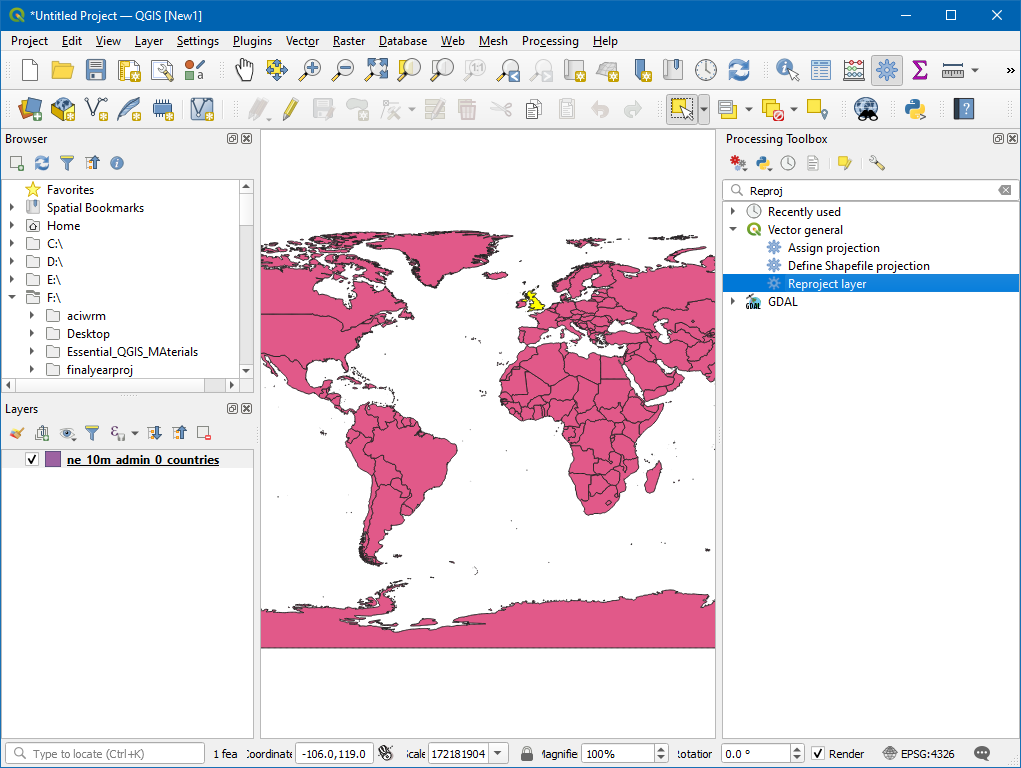 *Untitled Project — QGIS [New1]
Project Edit View Layer Settings Plugins Vector Raster Database Web Mesh Processing Help
1:1
»
?
Browser
Favorites
Spatial Bookmarks
Home
C:\
D:\
E:\
F:\
aciwrm
Desktop
Essential_QGIS_MAterials
finalyearproj
Layers
ne_10m_admin_0_countries
Processing Toolbox
Reproj
Recently used
Vector general
Assign projection
Define Shapefile projection
Reproject layer
GDAL
GDAL
Type to locate (Ctrl+K) 1 fea Coordinate -106.0,119.0 Scale 172181904 Magnifie 100% Rotation 0.0 ° Render EPSG:4326